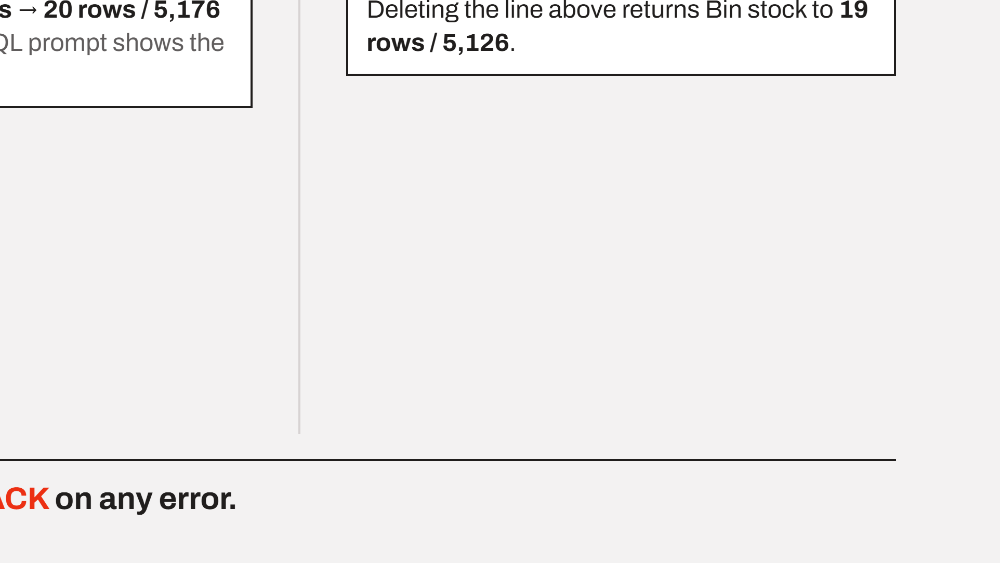 s → 20 rows / 5,176
QL prompt shows the
Deleting the line above returns Bin stock to 19
rows / 5,126.
ACK on any error.